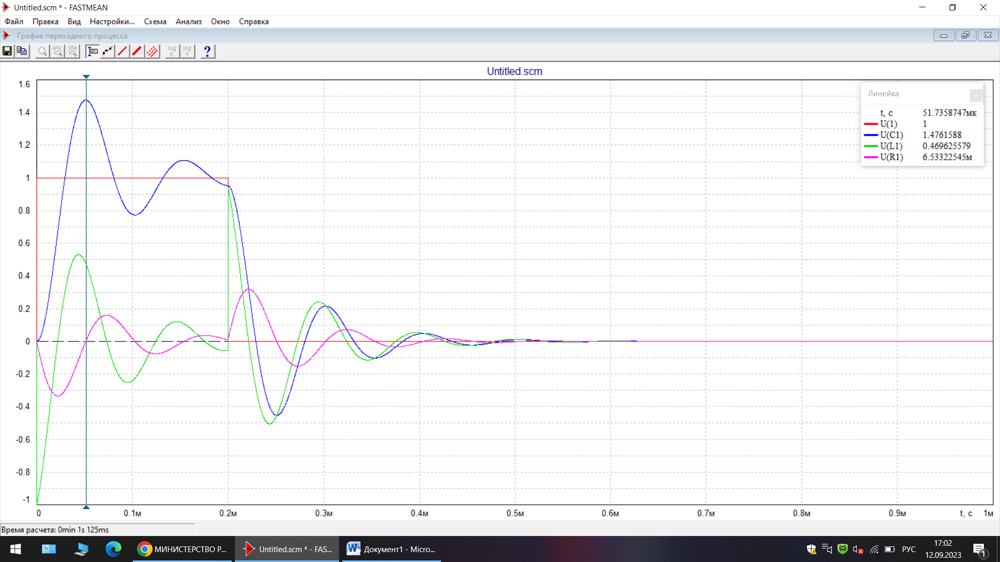 Untitled.scm * - FASTMEAN
Файл Правка Вид Настройки... Схема Анализ Окно Справка
График переходного процесса
log X log Y ?
Untitled.scm
Линейка
t, с 51.7358747мк
U(1) 1
U(C1) 1.4761588
U(L1) 0.469625579
U(R1) 6.53322545м
1.6
1.4
1.2
1
0.8
0.6
0.4
0.2
0
-0.2
-0.4
-0.6
-0.8
-1
0 0.1м 0.2м 0.3м 0.4м 0.5м 0.6м 0.7м 0.8м 0.9м t, с 1м
Время расчета: 0min 1s 125ms
МИНИСТЕРСТВО Р...
Untitled.scm * - FAS...
Документ1 - Micro...
РУС
17:02
12.09.2023
1